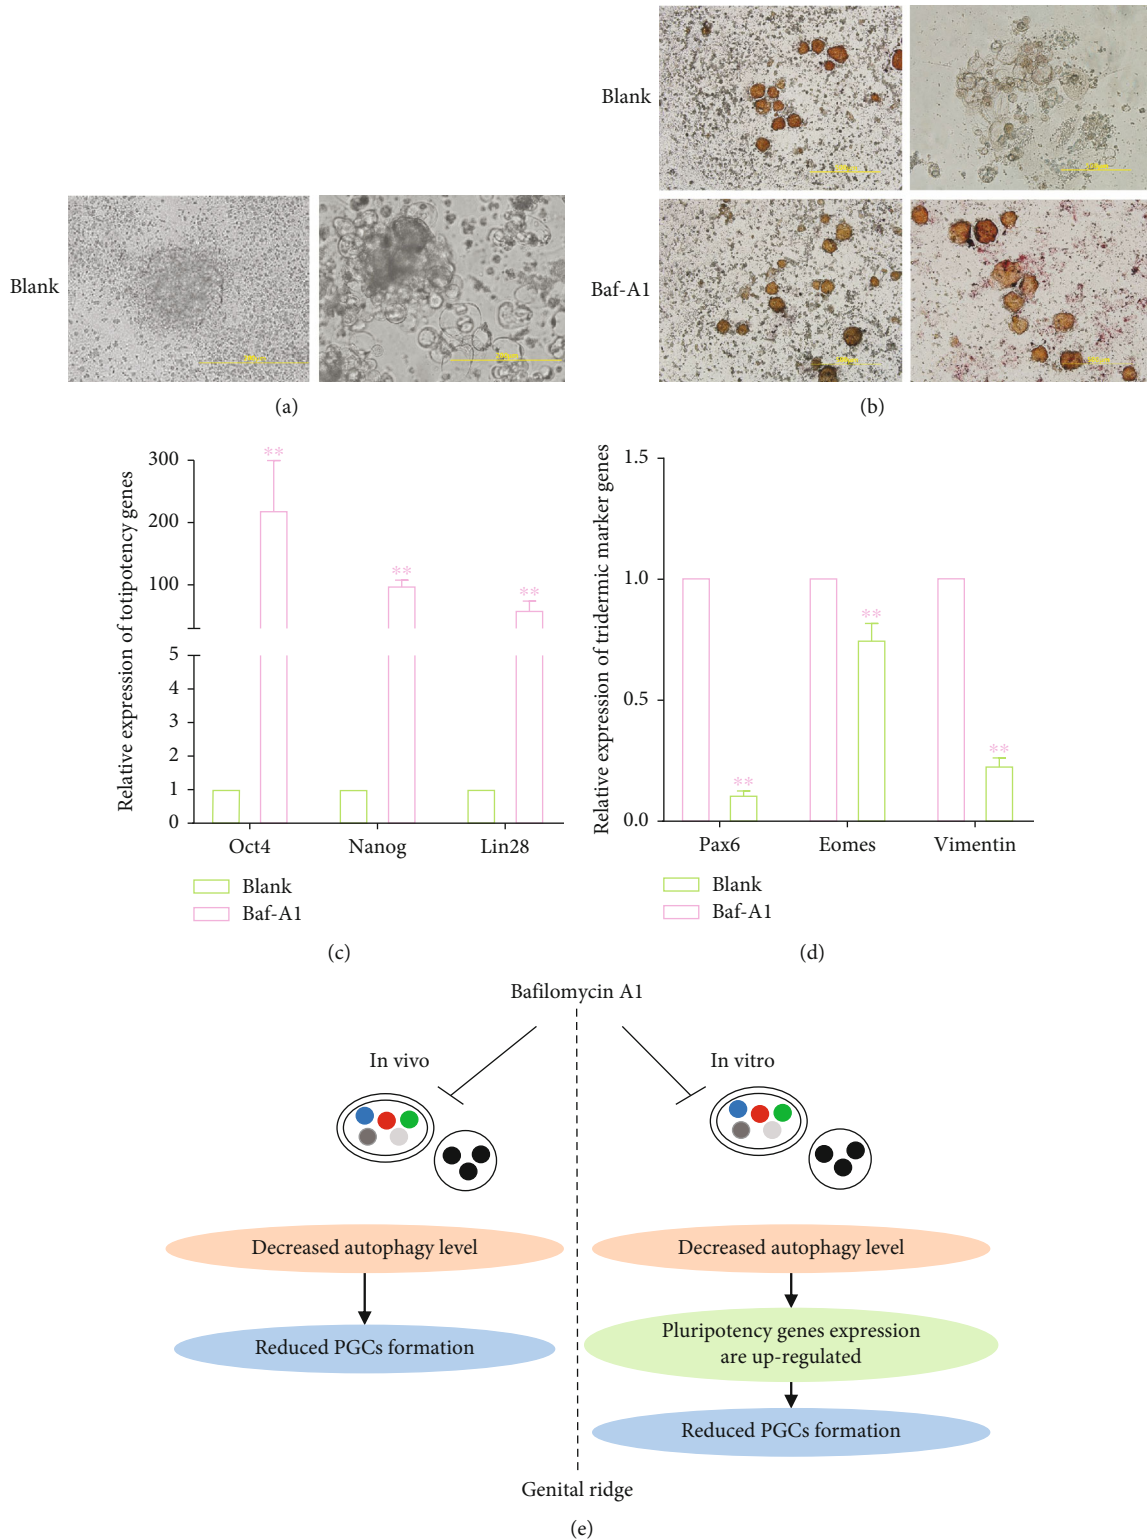 Blank
(a)
Blank
Baf-A1
(b)
Relative expression of totipotency genes
300
200
100
5
4
3
2
1
0
**
**
**
Oct4
Nanog
Lin28
Blank
Baf-A1
(c)
Relative expression of tridermic marker genes
1.5
1.0
0.5
0.0
**
**
**
Pax6
Eomes
Vimentin
Blank
Baf-A1
(d)
Bafilomycin A1
In vivo
In vitro
Decreased autophagy level
Reduced PGCs formation
Decreased autophagy level
Pluripotency genes expression
are up-regulated
Reduced PGCs formation
Genital ridge
(e)